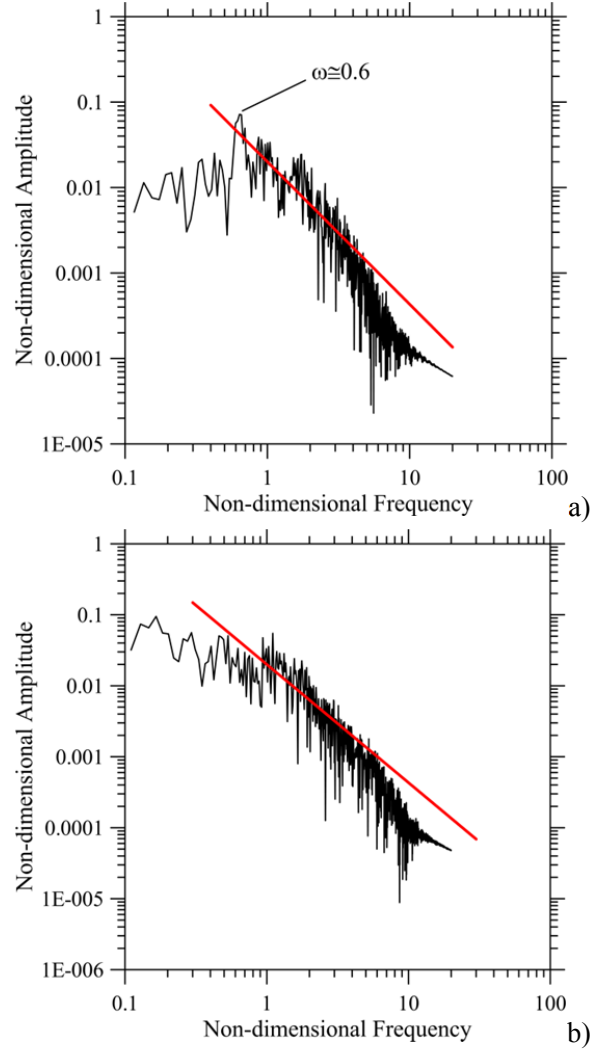 1
ω≅0.6
0.1
0.01
0.001
0.0001
1E-005
Non-dimensional Amplitude
0.1 1 10 100
Non-dimensional Frequency
a)
1
0.1
0.01
0.001
0.0001
1E-005
1E-006
Non-dimensional Amplitude
0.1 1 10 100
Non-dimensional Frequency
b)